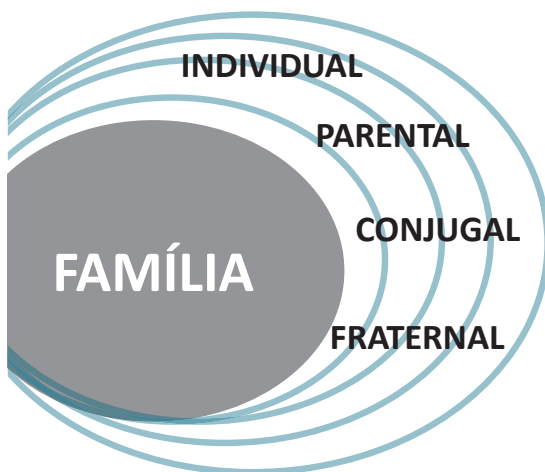 INDIVIDUAL
PARENTAL
CONJUGAL
FAMÍLIA
FRATERNAL